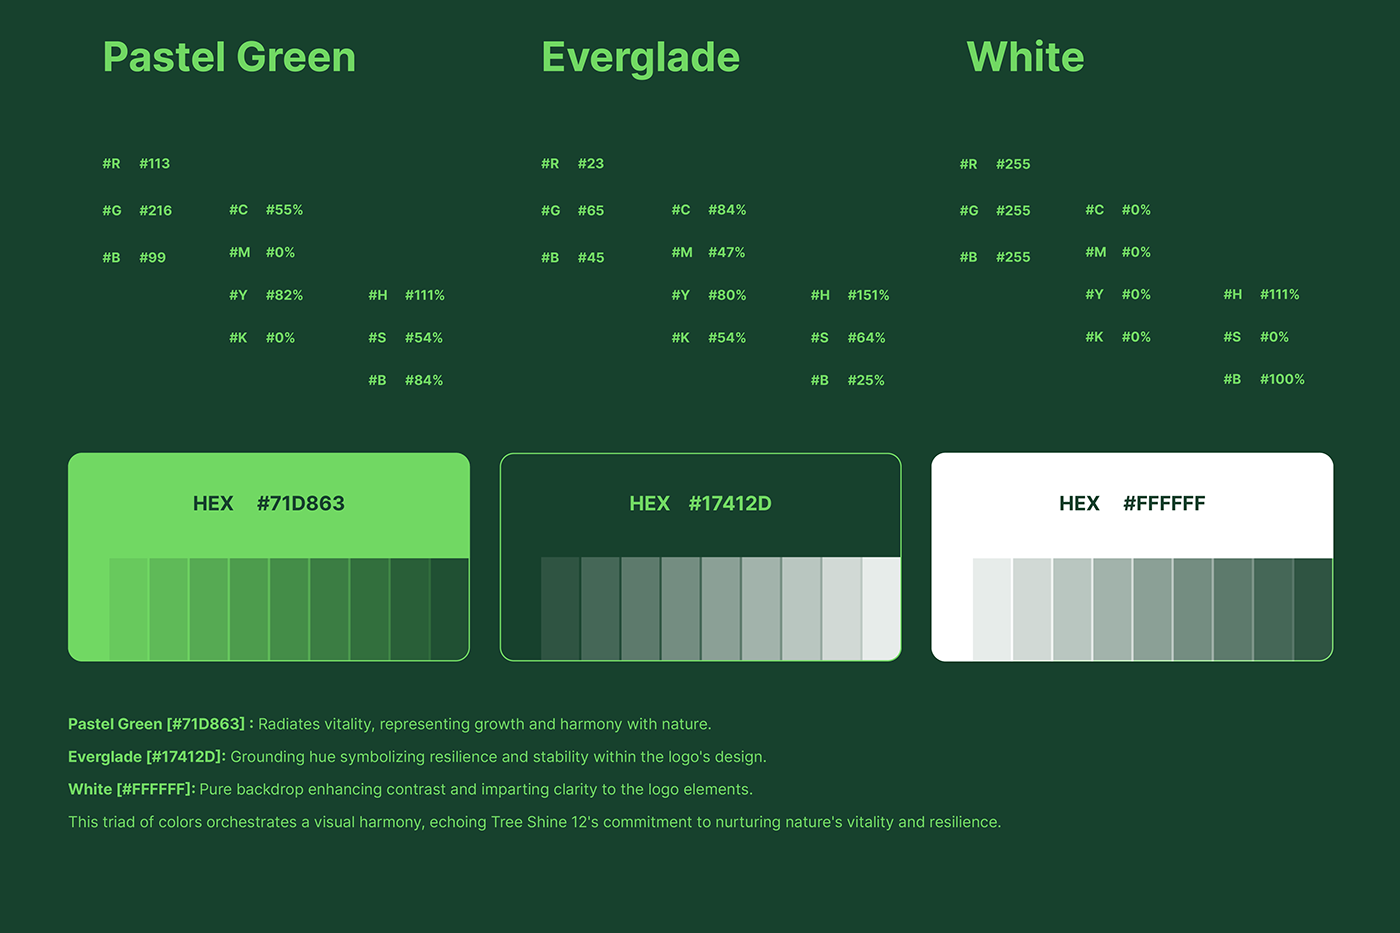 Pastel Green
#R #113
#G #216
#B #99
#C #55%
#M #0%
#Y #82%
#K #0%
#H #111%
#S #54%
#B #84%
Everglade
#R #23
#G #65
#B #45
#C #84%
#M #47%
#Y #80%
#K #54%
#H #151%
#S #64%
#B #25%
White
#R #255
#G #255
#B #255
#C #0%
#M #0%
#Y #0%
#K #0%
#H #111%
#S #0%
#B #100%
HEX #71D863
HEX #17412D
HEX #FFFFFF
Pastel Green [#71D863] : Radiates vitality, representing growth and harmony with nature.
Everglade [#17412D]: Grounding hue symbolizing resilience and stability within the logo's design.
White [#FFFFFF]: Pure backdrop enhancing contrast and imparting clarity to the logo elements.
This triad of colors orchestrates a visual harmony, echoing Tree Shine 12's commitment to nurturing nature's vitality and resilience.